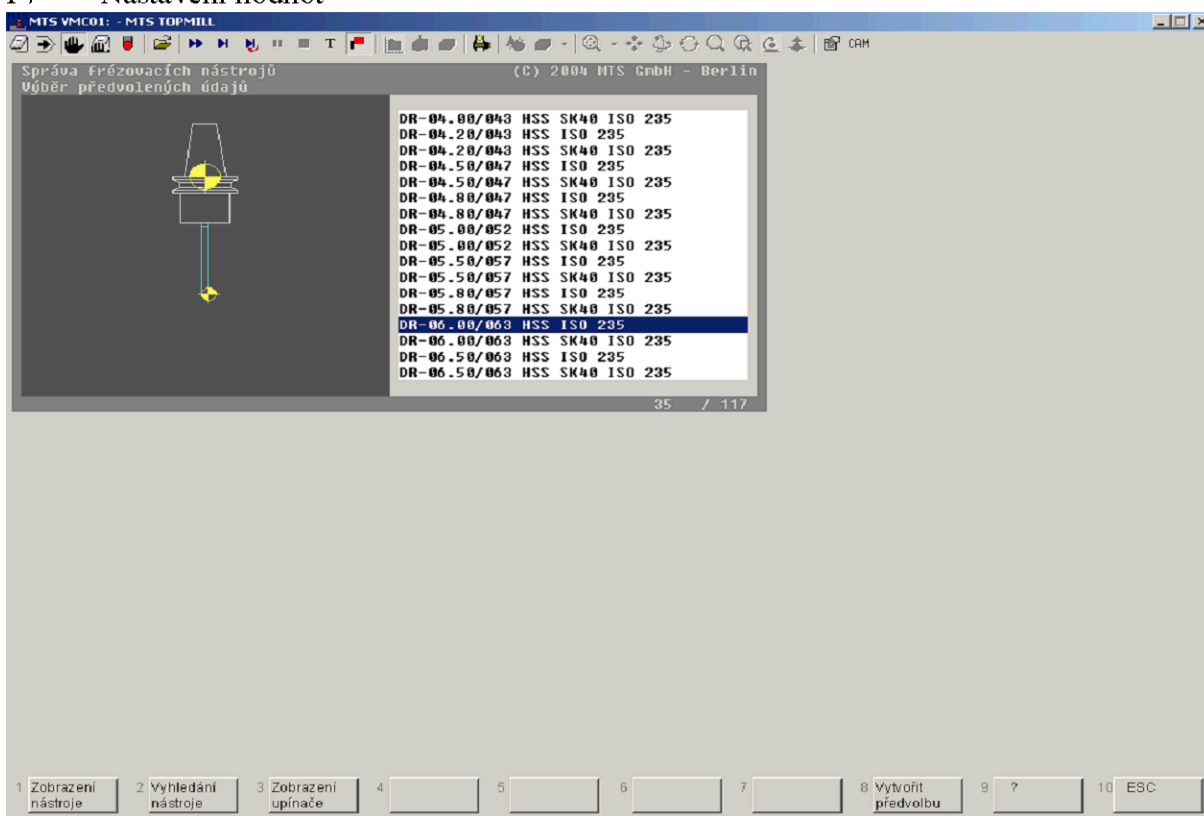 MTS VMC01: - MTS TOPMILL
T CAM
Správa frézovacích nástrojů (C) 2004 MTS GmbH - Berlin
Výběr předvolených údajů
DR-04.00/043 HSS SK40 ISO 235
DR-04.20/043 HSS ISO 235
DR-04.20/043 HSS SK40 ISO 235
DR-04.50/047 HSS ISO 235
DR-04.50/047 HSS SK40 ISO 235
DR-04.80/047 HSS ISO 235
DR-04.80/047 HSS SK40 ISO 235
DR-05.00/052 HSS ISO 235
DR-05.00/052 HSS SK40 ISO 235
DR-05.50/057 HSS ISO 235
DR-05.50/057 HSS SK40 ISO 235
DR-05.80/057 HSS ISO 235
DR-05.80/057 HSS SK40 ISO 235
DR-06.00/063 HSS ISO 235
DR-06.00/063 HSS SK40 ISO 235
DR-06.50/063 HSS ISO 235
DR-06.50/063 HSS SK40 ISO 235
35 / 117
1 Zobrazení nástroje
2 Vyhledání nástroje
3 Zobrazení upínače
4
5
6
7
8 Vytvořit předvolbu
9 ?
10 ESC